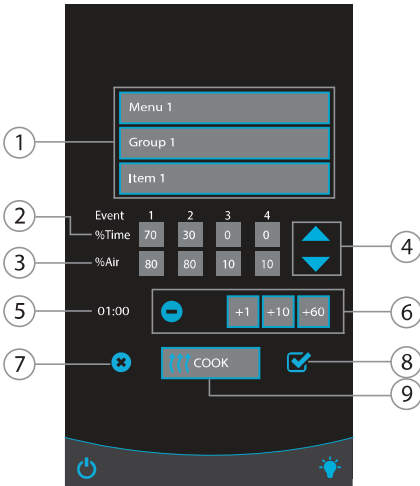 Menu 1
1 Group 1
Item 1
2 Event 1 2 3 4
%Time 70 30 0 0 4
3 %Air 80 80 10 10
5 01:00 +1 +10 +60 6
7 COOK 8
9